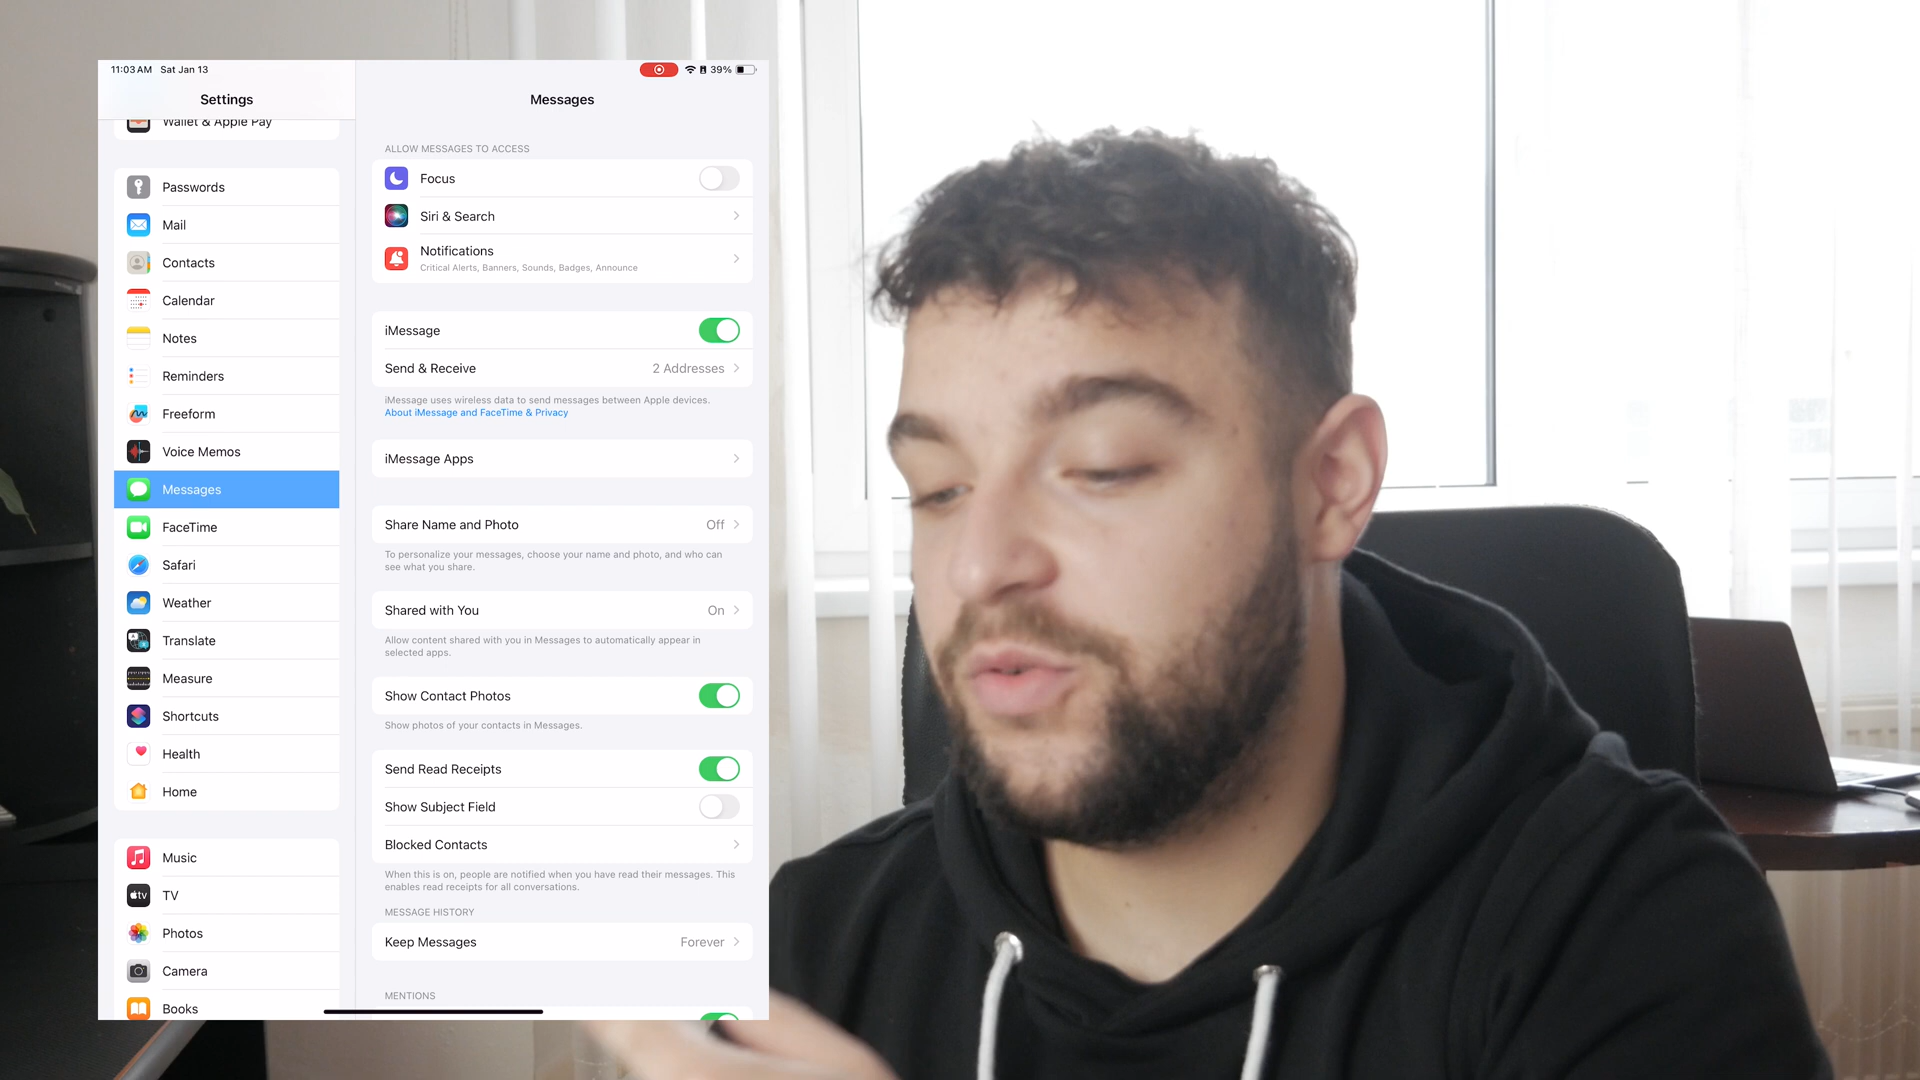 11:03 AM Sat Jan 13
39%
Settings
Wallet & Apple Pay
Passwords
Mail
Contacts
Calendar
Notes
Reminders
Freeform
Voice Memos
Messages
FaceTime
Safari
Weather
Translate
Measure
Shortcuts
Health
Home
Music
tv
TV
Photos
Camera
Books
Messages
ALLOW MESSAGES TO ACCESS
Focus
Siri & Search
Notifications
Critical Alerts, Banners, Sounds, Badges, Announce
iMessage
Send & Receive 2 Addresses
iMessage uses wireless data to send messages between Apple devices.
About iMessage and FaceTime & Privacy
iMessage Apps
Share Name and Photo Off
To personalize your messages, choose your name and photo, and who can
see what you share.
Shared with You On
Allow content shared with you in Messages to automatically appear in
selected apps.
Show Contact Photos
Show photos of your contacts in Messages.
Send Read Receipts
Show Subject Field
Blocked Contacts
When this is on, people are notified when you have read their messages. This
enables read receipts for all conversations.
MESSAGE HISTORY
Keep Messages Forever
MENTIONS